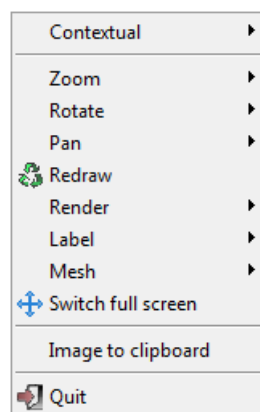 Contextual
Zoom
Rotate
Pan
Redraw
Render
Label
Mesh
Switch full screen
Image to clipboard
Quit